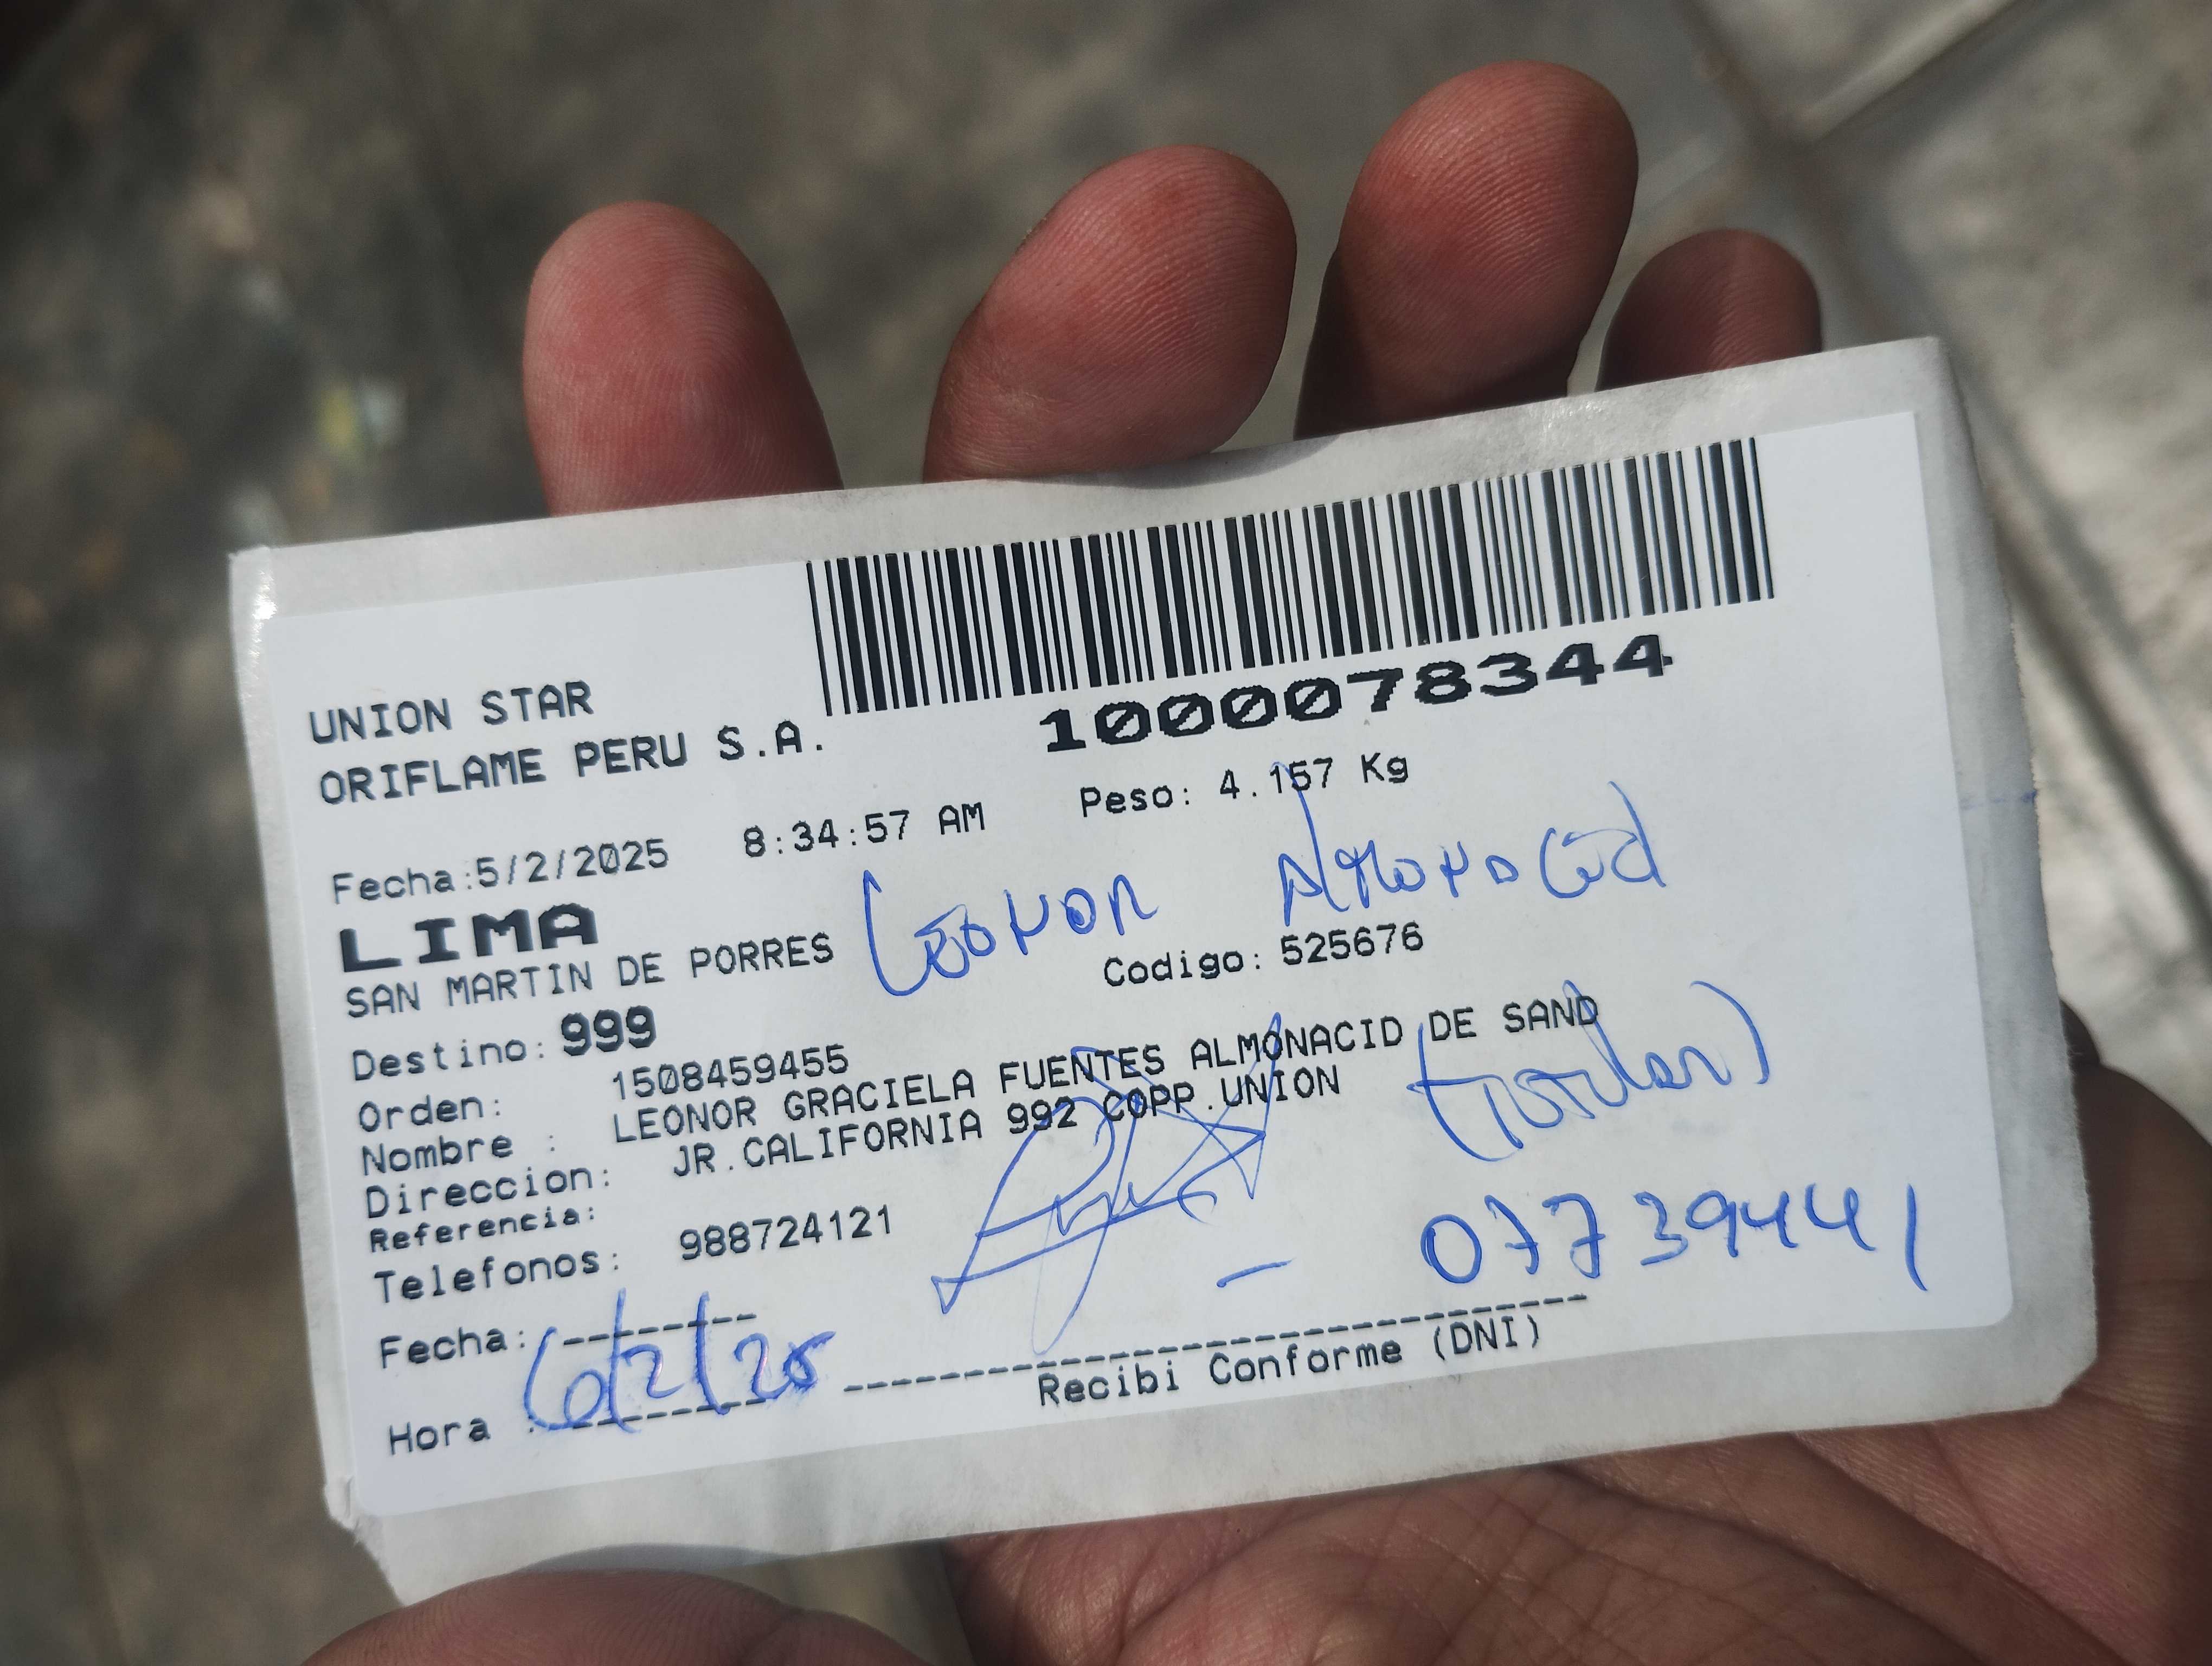 1000078344
UNION STAR
ORIFLAME PERU S.A.
Fecha:5/2/2025 8:34:57 AM Peso: 4.157 Kg
LIMA
SAN MARTIN DE PORRES
LEONOR Almonacid
Codigo: 525676
Destino: 999
Orden: 1508459455
Nombre : LEONOR GRACIELA FUENTES ALMONACID DE SAND
Direccion: JR.CALIFORNIA 992 COPP.UNION
(Titular)
Referencia:
Telefonos: 988724121
07739441
Fecha: 6/2/25
Hora :
Recibi Conforme (DNI)